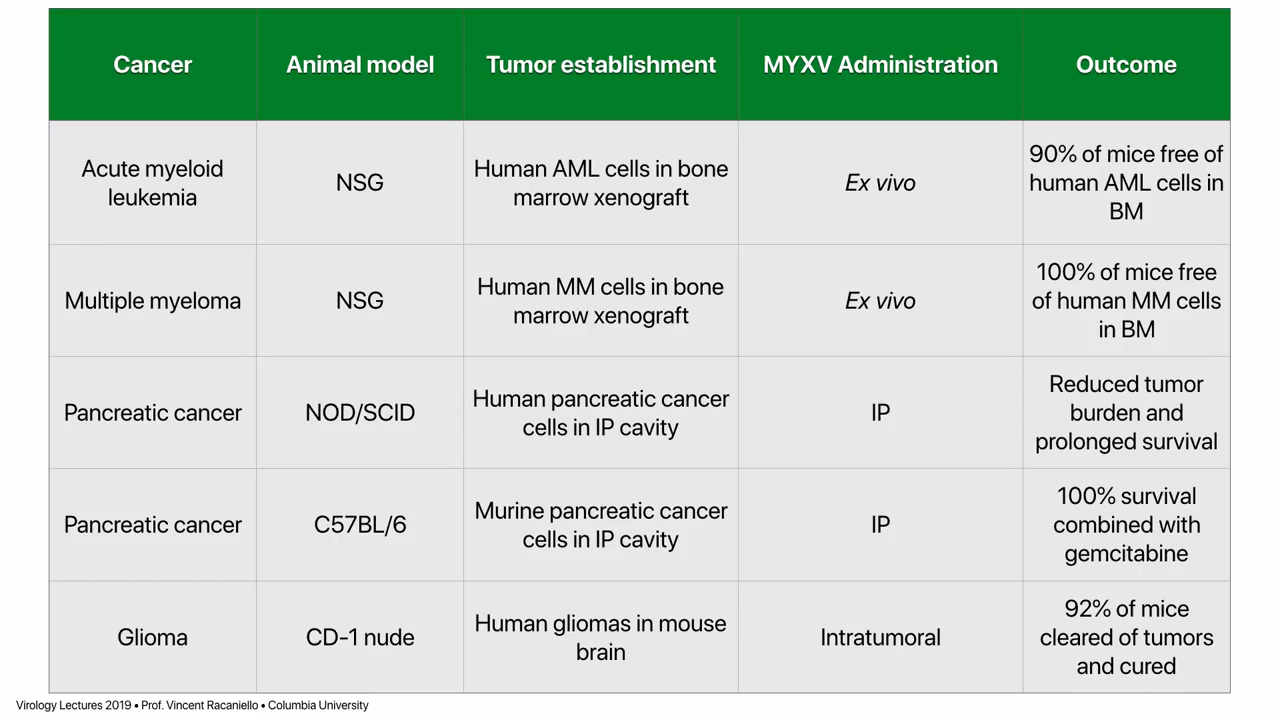 Cancer
Animal model
Tumor establishment
MYXV Administration
Outcome
Acute myeloid
leukemia
NSG
Human AML cells in bone
marrow xenograft
Ex vivo
90% of mice free of
human AML cells in
BM
Multiple myeloma
NSG
Human MM cells in bone
marrow xenograft
Ex vivo
100% of mice free
of human MM cells
in BM
Pancreatic cancer
NOD/SCID
Human pancreatic cancer
cells in IP cavity
IP
Reduced tumor
burden and
prolonged survival
Pancreatic cancer
C57BL/6
Murine pancreatic cancer
cells in IP cavity
IP
100% survival
combined with
gemcitabine
Glioma
CD-1 nude
Human gliomas in mouse
brain
Intratumoral
92% of mice
cleared of tumors
and cured
Virology Lectures 2019 • Prof. Vincent Racaniello • Columbia University